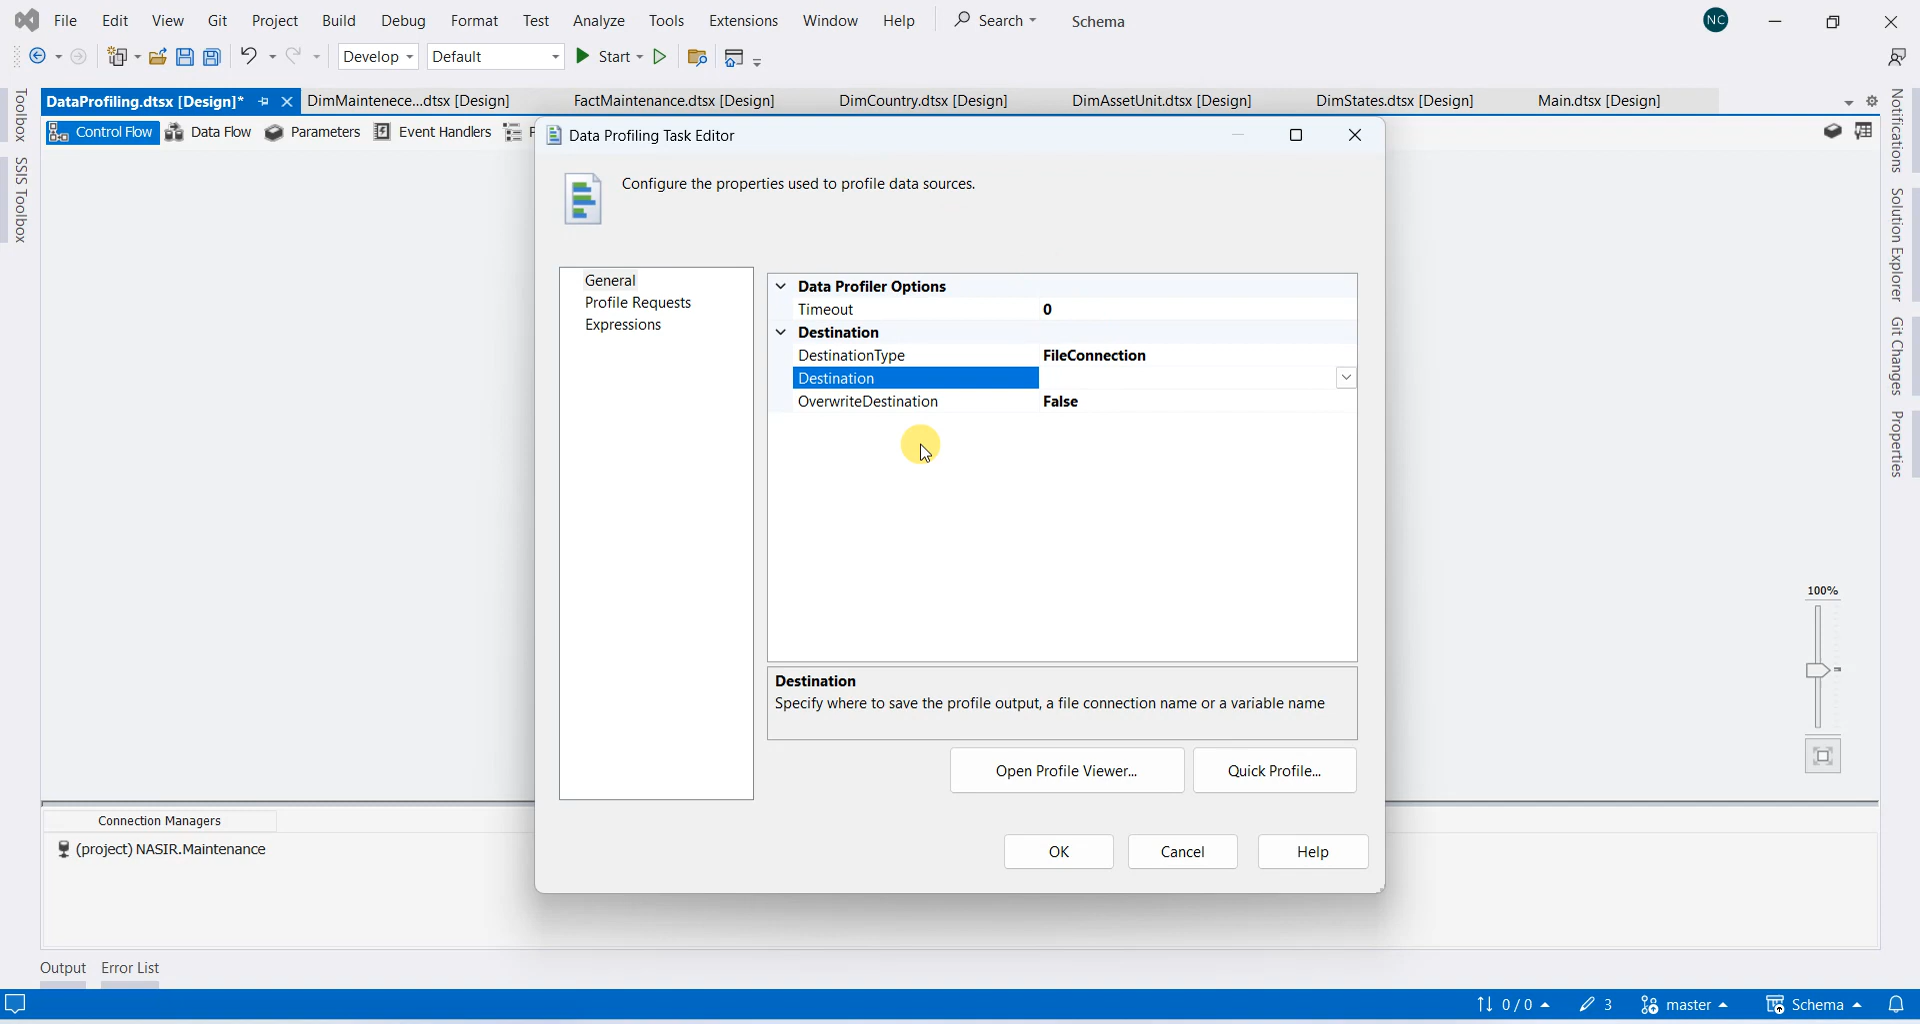 File Edit View Git Project Build Debug Format Test Analyze Tools Extensions Window Help Search Schema NC
Develop Default Start
DataProfiling.dtsx [Design]* DimMaintenece...dtsx [Design] FactMaintenance.dtsx [Design] DimCountry.dtsx [Design] DimAssetUnit.dtsx [Design] DimStates.dtsx [Design] Main.dtsx [Design]
Control Flow Data Flow Parameters Event Handlers
Toolbox
SSIS Toolbox
Notifications
Solution Explorer
Git Changes
Properties
Data Profiling Task Editor
Configure the properties used to profile data sources.
General
Profile Requests
Expressions
Data Profiler Options
Timeout 0
Destination
DestinationType FileConnection
Destination
OverwriteDestination False
Destination
Specify where to save the profile output, a file connection name or a variable name
Open Profile Viewer... Quick Profile...
OK Cancel Help
100%
Connection Managers
(project) NASIR.Maintenance
Output Error List
0 / 0 3 master Schema